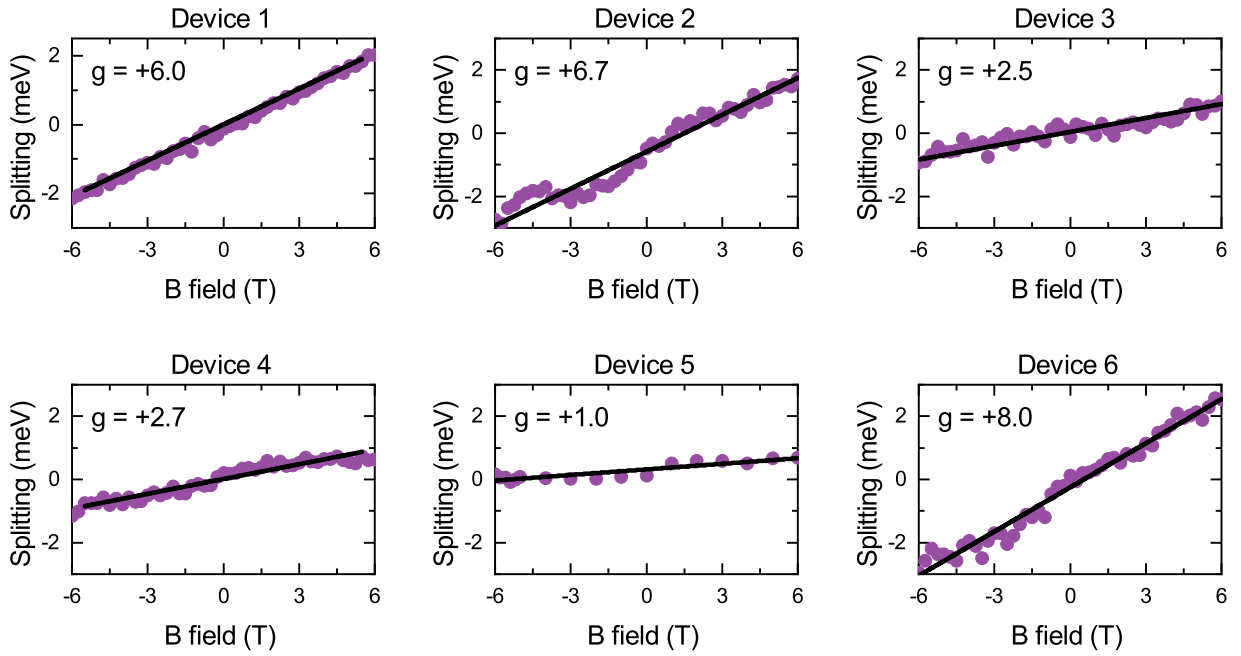 Device 1
g = +6.0
Splitting (meV)
2
0
-2
-6 -3 0 3 6
B field (T)
Device 2
g = +6.7
Splitting (meV)
2
0
-2
-6 -3 0 3 6
B field (T)
Device 3
g = +2.5
Splitting (meV)
2
0
-2
-6 -3 0 3 6
B field (T)
Device 4
g = +2.7
Splitting (meV)
2
0
-2
-6 -3 0 3 6
B field (T)
Device 5
g = +1.0
Splitting (meV)
2
0
-2
-6 -3 0 3 6
B field (T)
Device 6
g = +8.0
Splitting (meV)
2
0
-2
-6 -3 0 3 6
B field (T)